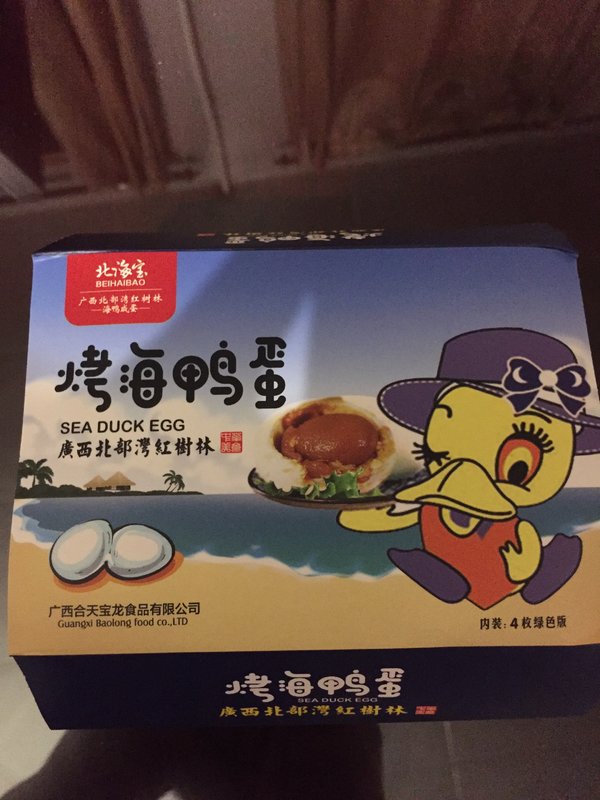 北海宝
BEIHAIBAO
广西北部湾红树林
海鸭咸蛋
烤海鸭蛋
SEA DUCK EGG
廣西北部灣紅樹林
广西合天宝龙食品有限公司
Guangxi Baolong food co.,LTD
内装：4枚绿色版
烤海鸭蛋
SEA DUCK EGG
廣西北部灣紅樹林